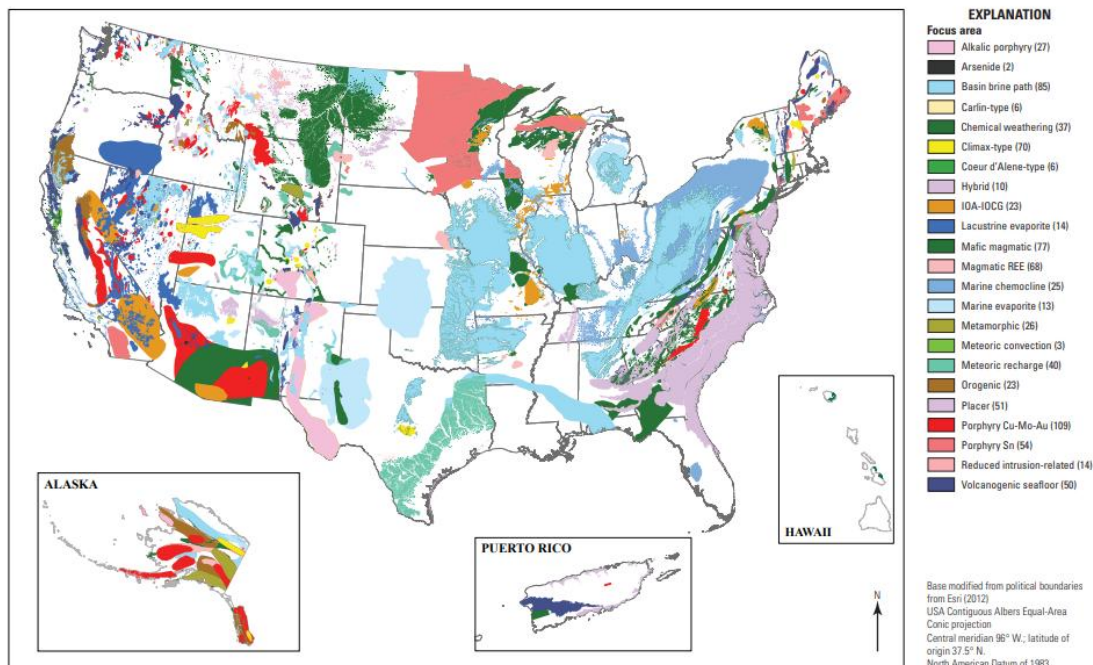 EXPLANATION
Focus area
Alkalic porphyry (27)
Arsenide (2)
Basin brine path (85)
Carlin-type (6)
Chemical weathering (37)
Climax-type (70)
Coeur d'Alene-type (6)
Hybrid (10)
IOA-IOCG (23)
Lacustrine evaporite (14)
Mafic magmatic (77)
Magmatic REE (68)
Marine chemocline (25)
Marine evaporite (13)
Metamorphic (26)
Meteoric convection (3)
Meteoric recharge (40)
Orogenic (23)
Placer (51)
Porphyry Cu-Mo-Au (109)
Porphyry Sn (54)
Reduced intrusion-related (14)
Volcanogenic seafloor (50)
ALASKA
PUERTO RICO
HAWAII
N
Base modified from political boundaries
from Esri (2012)
USA Contiguous Albers Equal-Area
Conic projection
Central meridian 96° W.; latitude of
origin 37.5° N.
North American Datum of 1983